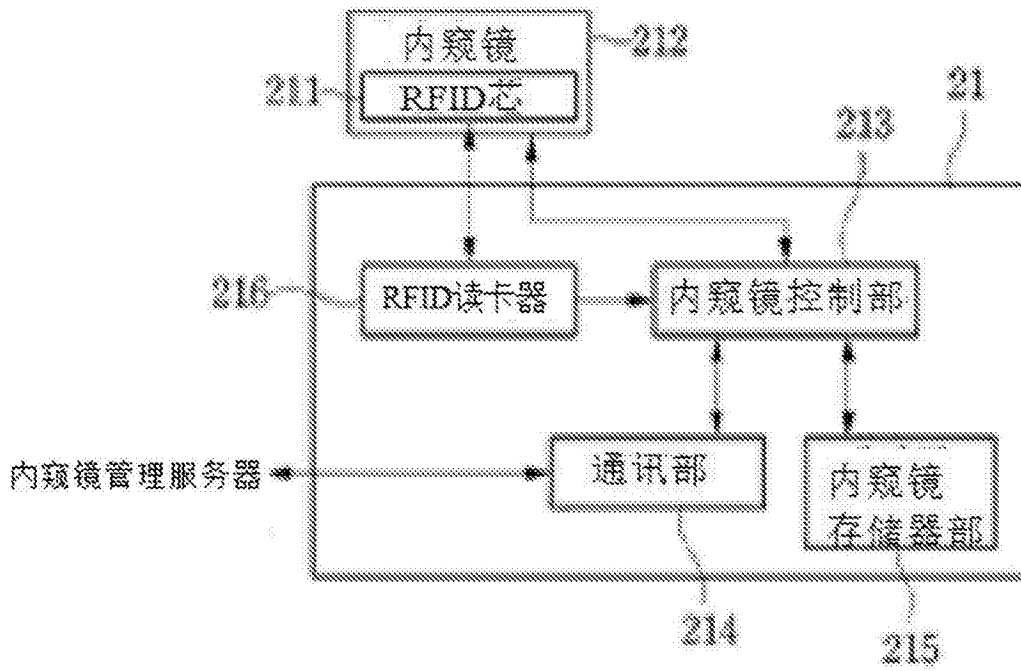 内窥镜
212
211
RFID芯
21
213
216
RFID读卡器
内窥镜控制部
内窥镜管理服务器
通讯部
内窥镜
存储器部
214
215